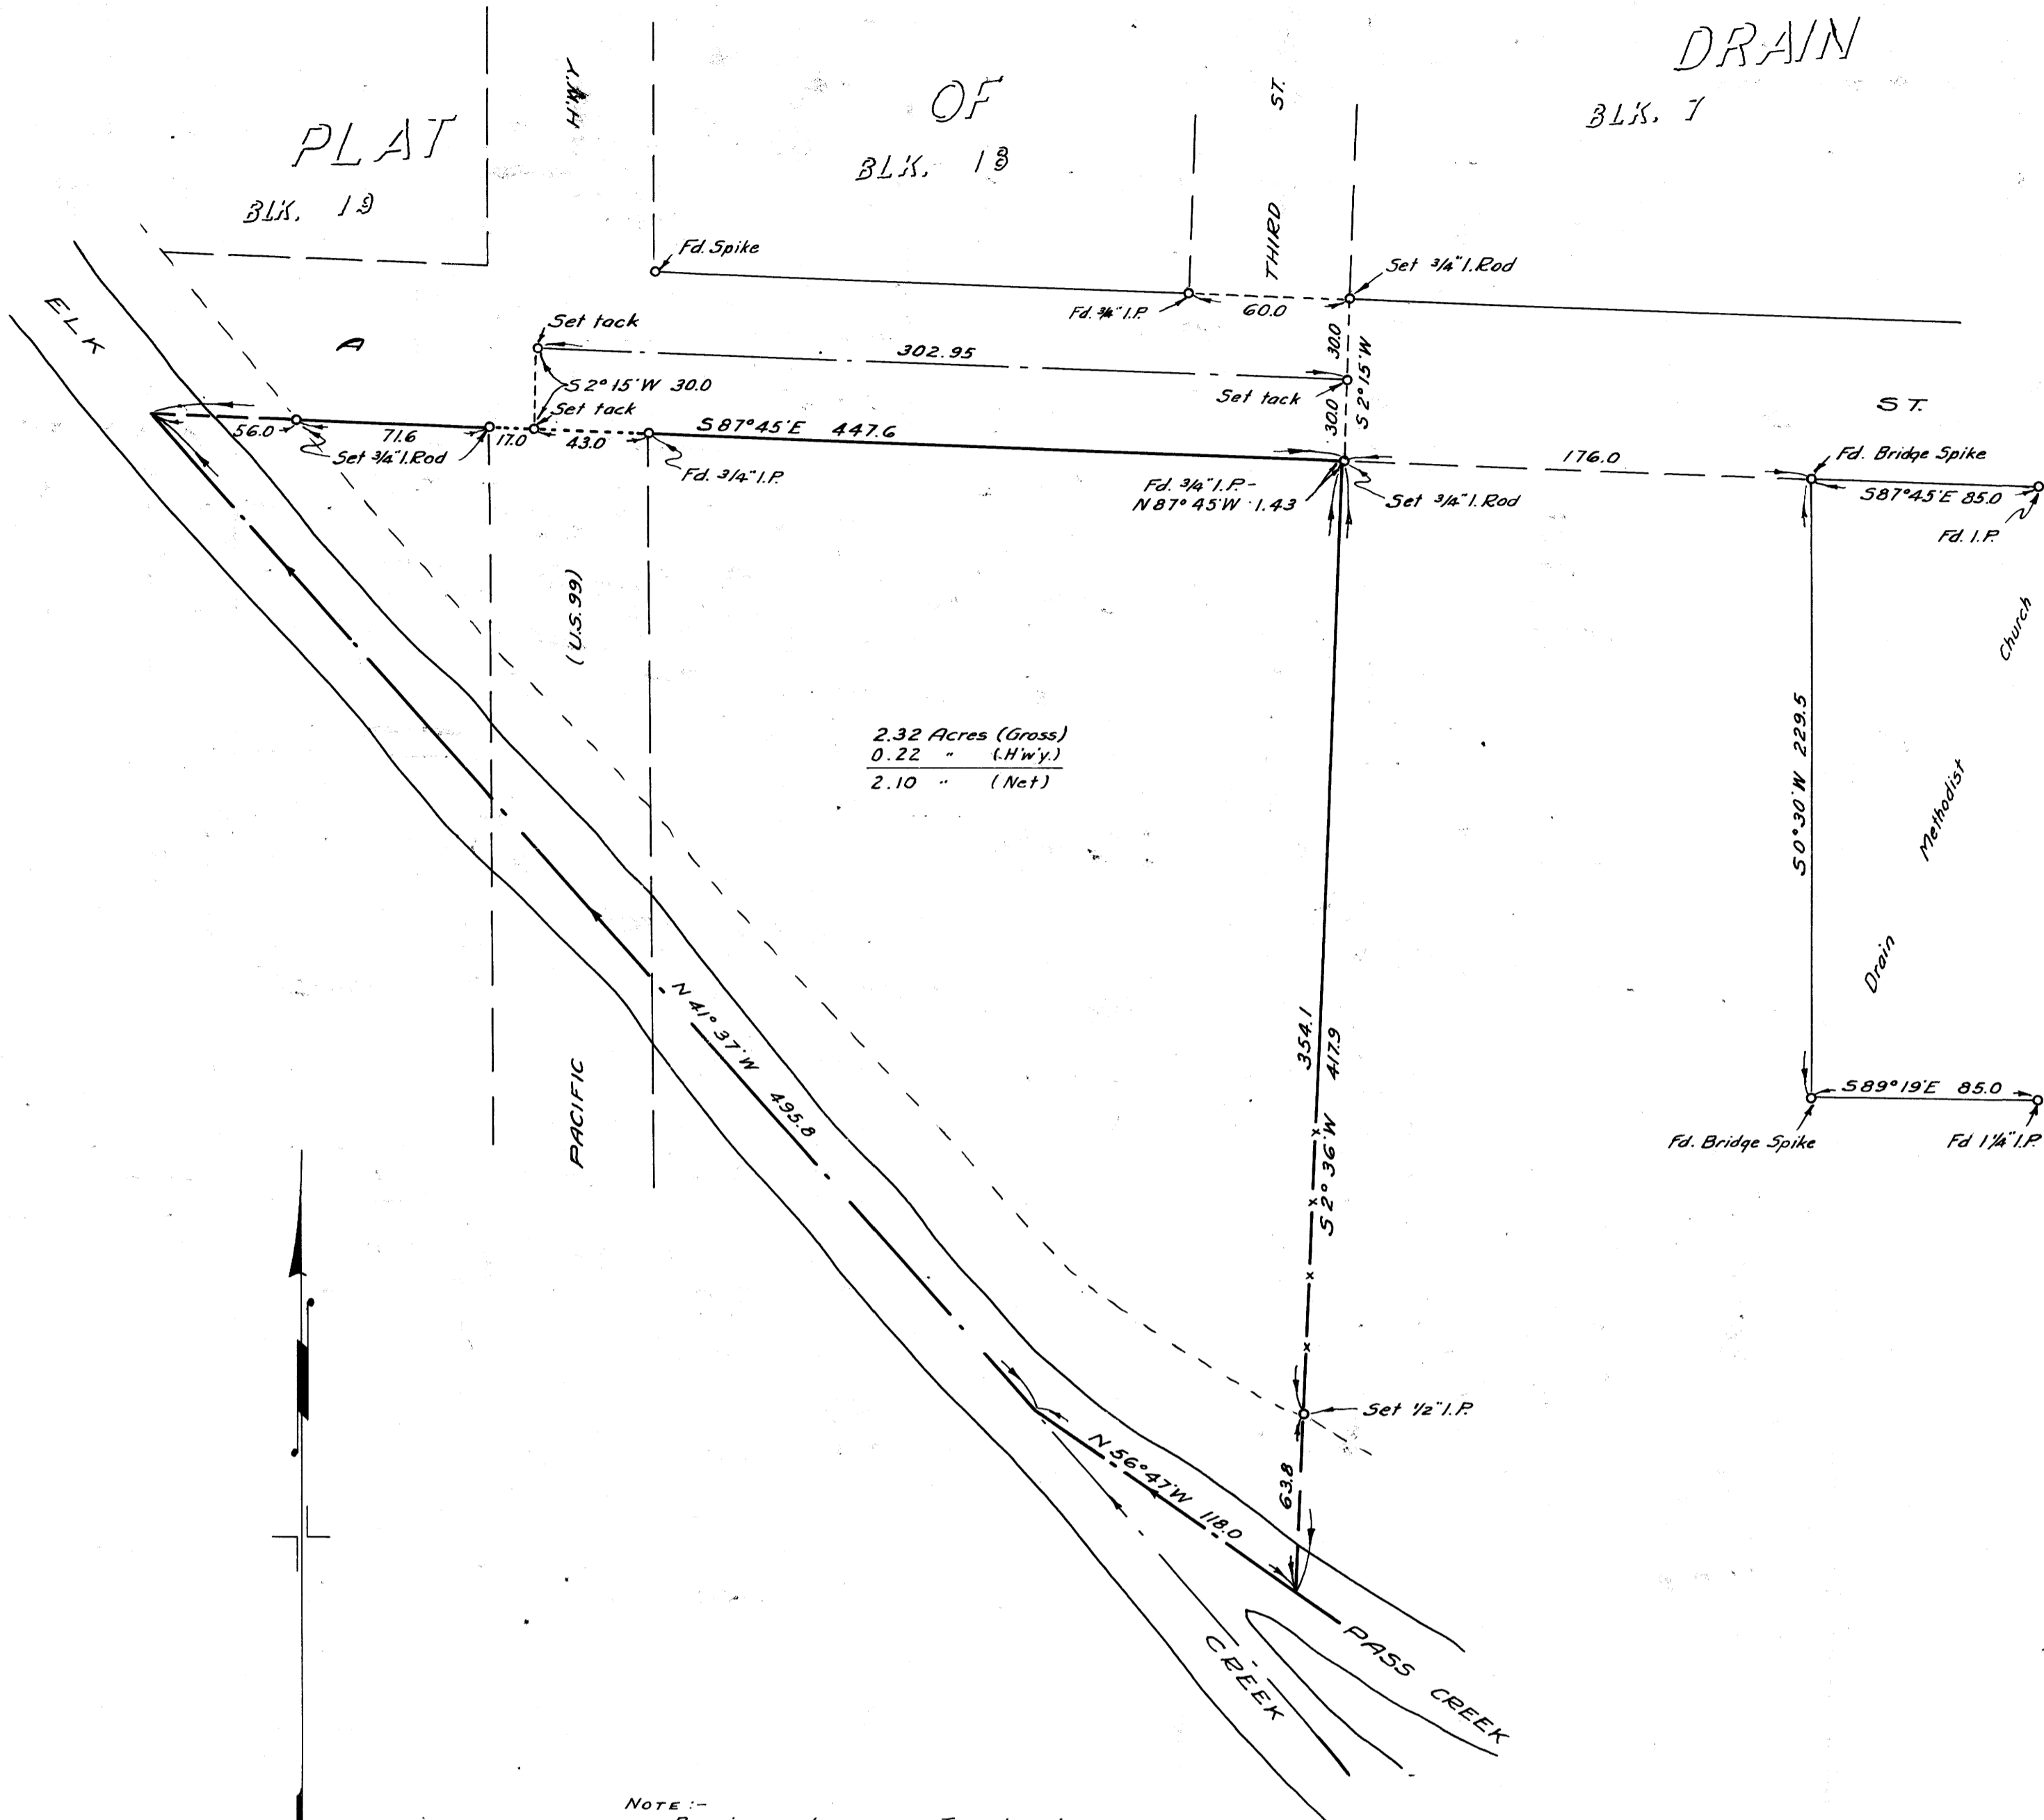 DRAIN
PLAT
OF
BLK. 7
BLK. 18
BLK. 19
H'W'Y
THIRD ST.
Fd. Spike
Set 3/4" I.Rod
Fd. 3/4" I.P.
60.0
ELK
A
Set tack
302.95
30.0
S 2° 15' W
30.0
S 2° 15' W 30.0
Set tack
Set tack
ST.
56.0
71.6
17.0
43.0
S 87° 45' E 447.6
176.0
Fd. Bridge Spike
Set 3/4" I.Rod
Fd. 3/4" I.P.
Fd. 3/4" I.P. -
N 87° 45' W 1.43
Set 3/4" I.Rod
S 87° 45' E 85.0
Fd. I.P.
(U.S. 99)
PACIFIC
2.32 Acres (Gross)
0.22 " (H'w'y.)
2.10 " (Net)
S 0° 30' W 229.5
Drain Methodist Church
N 41° 37' W 495.8
354.1
S 2° 36' W 417.9
S 89° 19' E 85.0
Fd. Bridge Spike
Fd 1 1/4" I.P.
Set 1/2" I.P.
N 56° 47' W 118.0
63.8
PASS CREEK
CREEK
NOTE :-